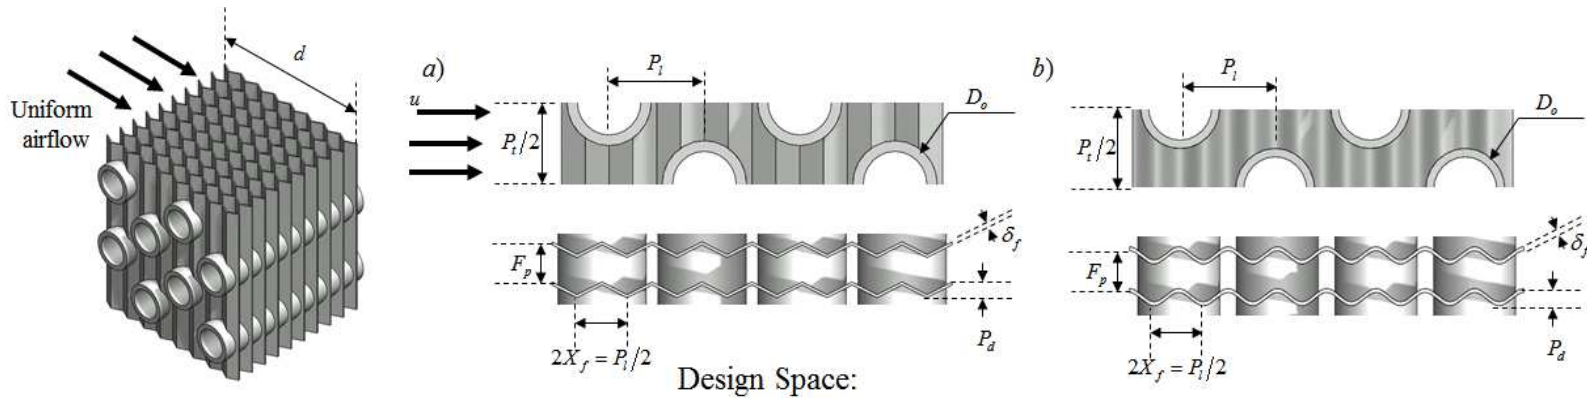 d
Uniform
airflow
a)
u
P_l
P_t/2
D_o
F_p
δ_f
P_d
2X_f = P_l/2
b)
P_l
P_t/2
D_o
F_p
δ_f
P_d
2X_f = P_l/2
Design Space: